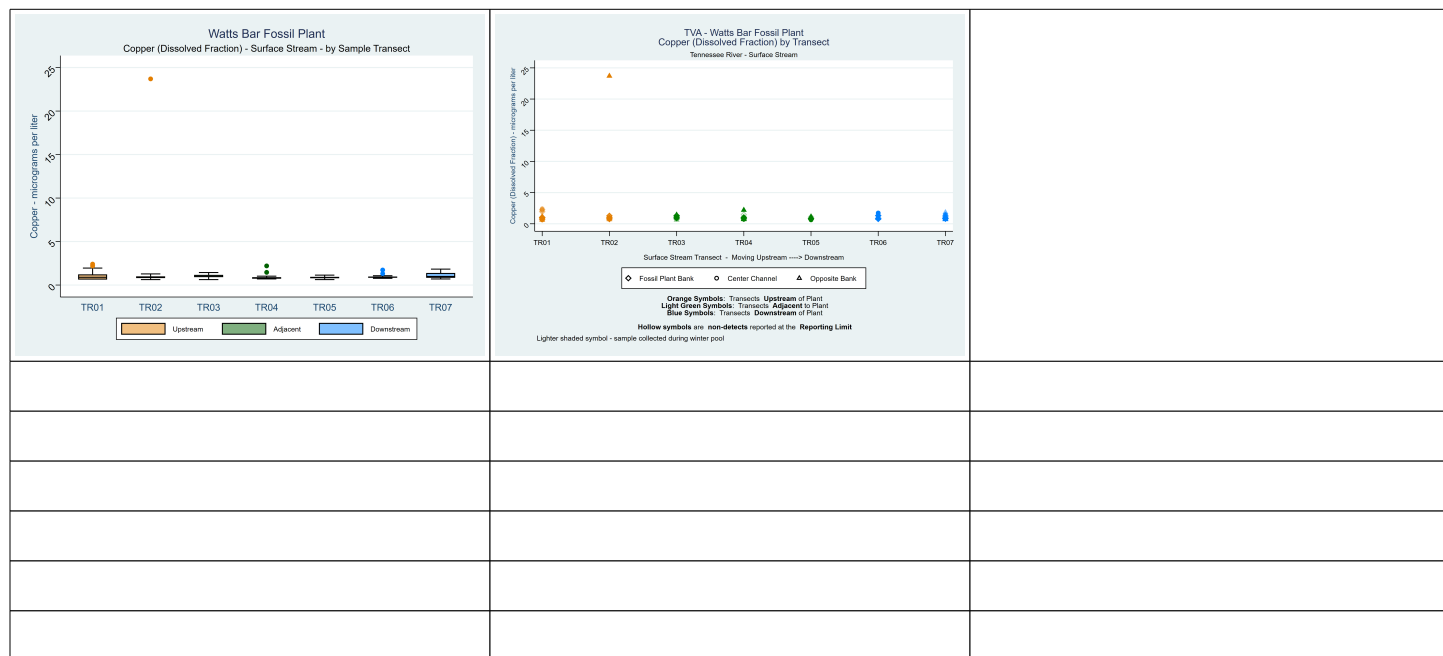 Watts Bar Fossil Plant
Copper (Dissolved Fraction) - Surface Stream - by Sample Transect
Copper - micrograms per liter
25
20
15
10
5
0
TR01 TR02 TR03 TR04 TR05 TR06 TR07
Upstream Adjacent Downstream
TVA - Watts Bar Fossil Plant
Copper (Dissolved Fraction) by Transect
Tennessee River - Surface Stream
Copper (Dissolved Fraction) - micrograms per liter
25
20
15
10
5
0
TR01 TR02 TR03 TR04 TR05 TR06 TR07
Surface Stream Transect - Moving Upstream ----> Downstream
Fossil Plant Bank Center Channel Opposite Bank
Orange Symbols: Transects Upstream of Plant
Light Green Symbols: Transects Adjacent to Plant
Blue Symbols: Transects Downstream of Plant
Hollow symbols are non-detects reported at the Reporting Limit
Lighter shaded symbol - sample collected during winter pool